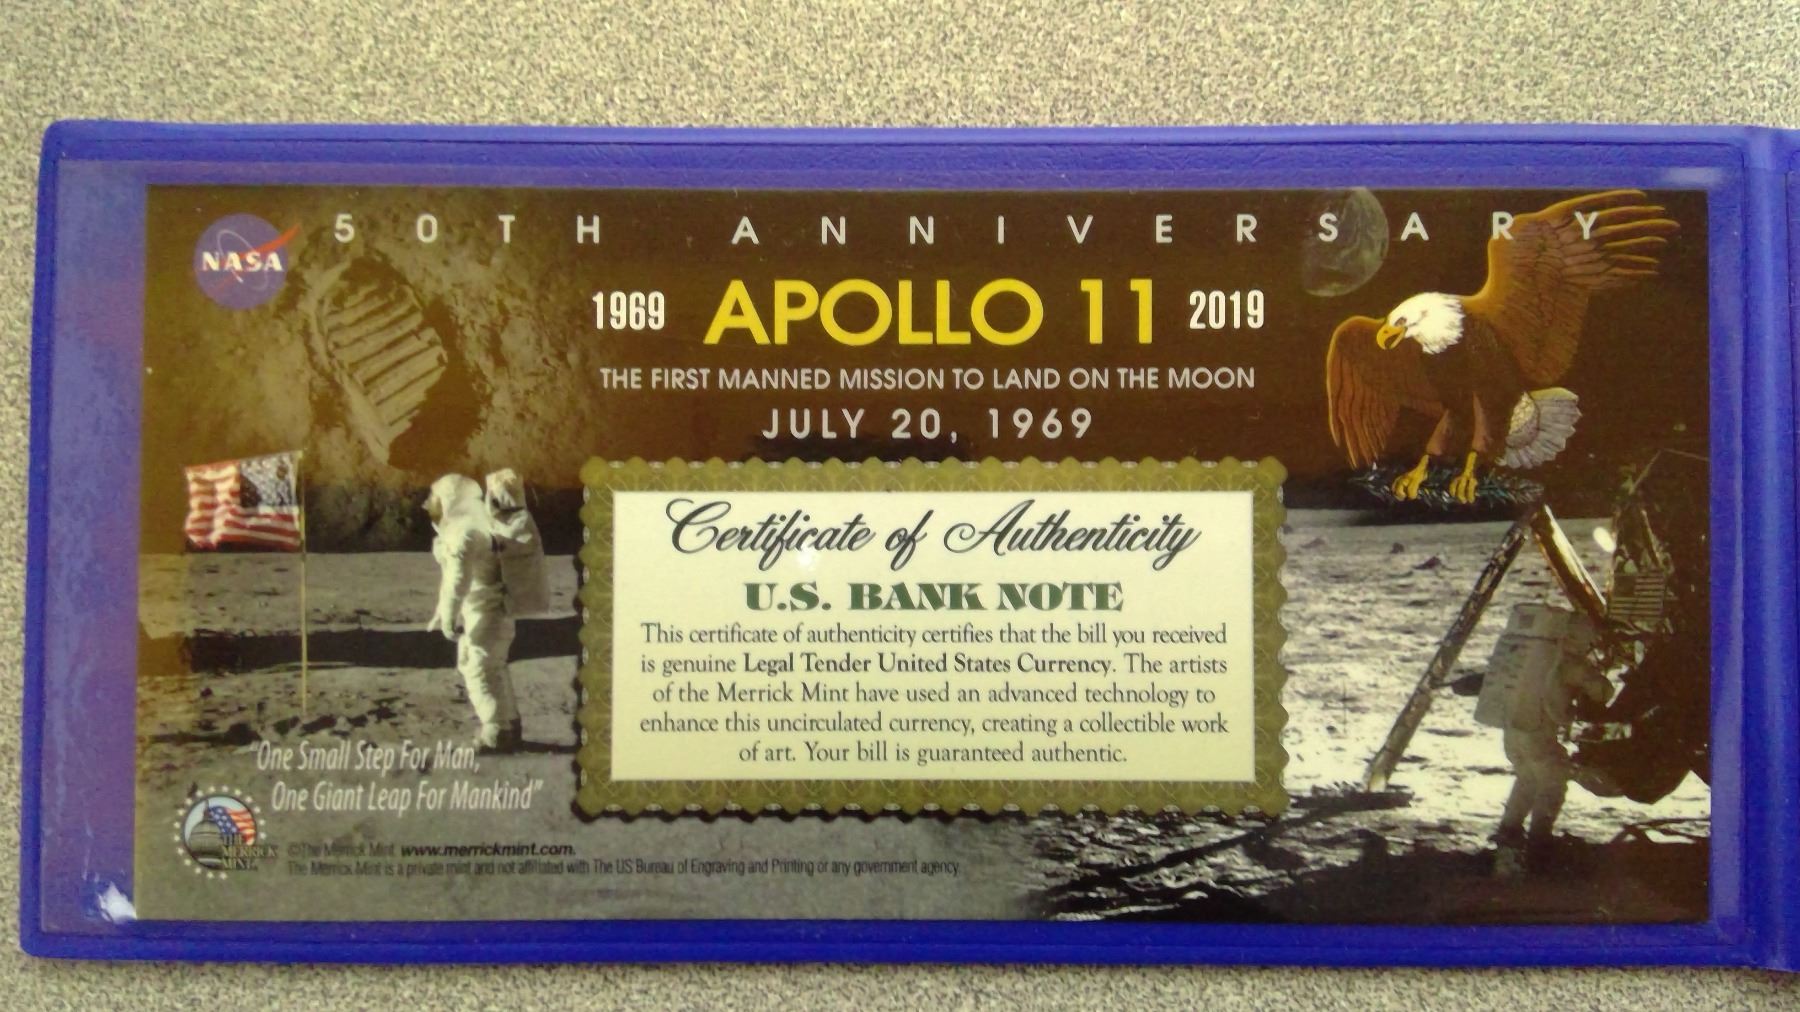 NASA
50TH ANNIVERSARY
1969 APOLLO 11 2019
THE FIRST MANNED MISSION TO LAND ON THE MOON
JULY 20, 1969
Certificate of Authenticity
U.S. BANK NOTE
This certificate of authenticity certifies that the bill you received
is genuine Legal Tender United States Currency. The artists
of the Merrick Mint have used an advanced technology to
enhance this uncirculated currency, creating a collectible work
of art. Your bill is guaranteed authentic.
"One Small Step For Man,
One Giant Leap For Mankind"
THE
MERRICK
MINT
©The Merrick Mint www.merrickmint.com.
The Merrick Mint is a private mint and not affiliated with The US Bureau of Engraving and Printing or any government agency.